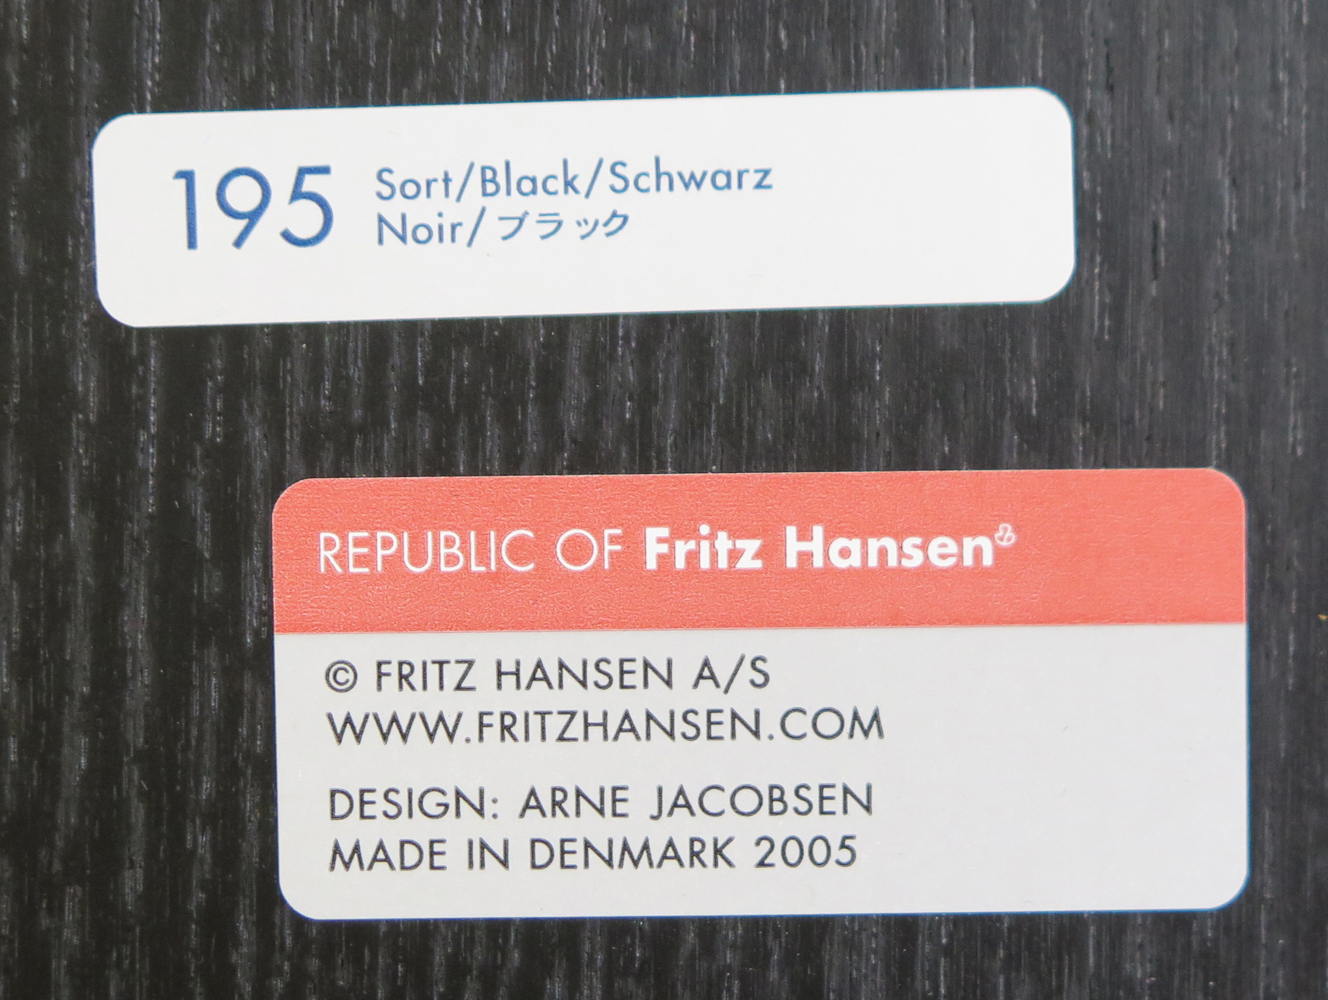 195 Sort/Black/Schwarz
Noir/ブラック
REPUBLIC OF Fritz Hansen
© FRITZ HANSEN A/S
WWW.FRITZHANSEN.COM
DESIGN: ARNE JACOBSEN
MADE IN DENMARK 2005